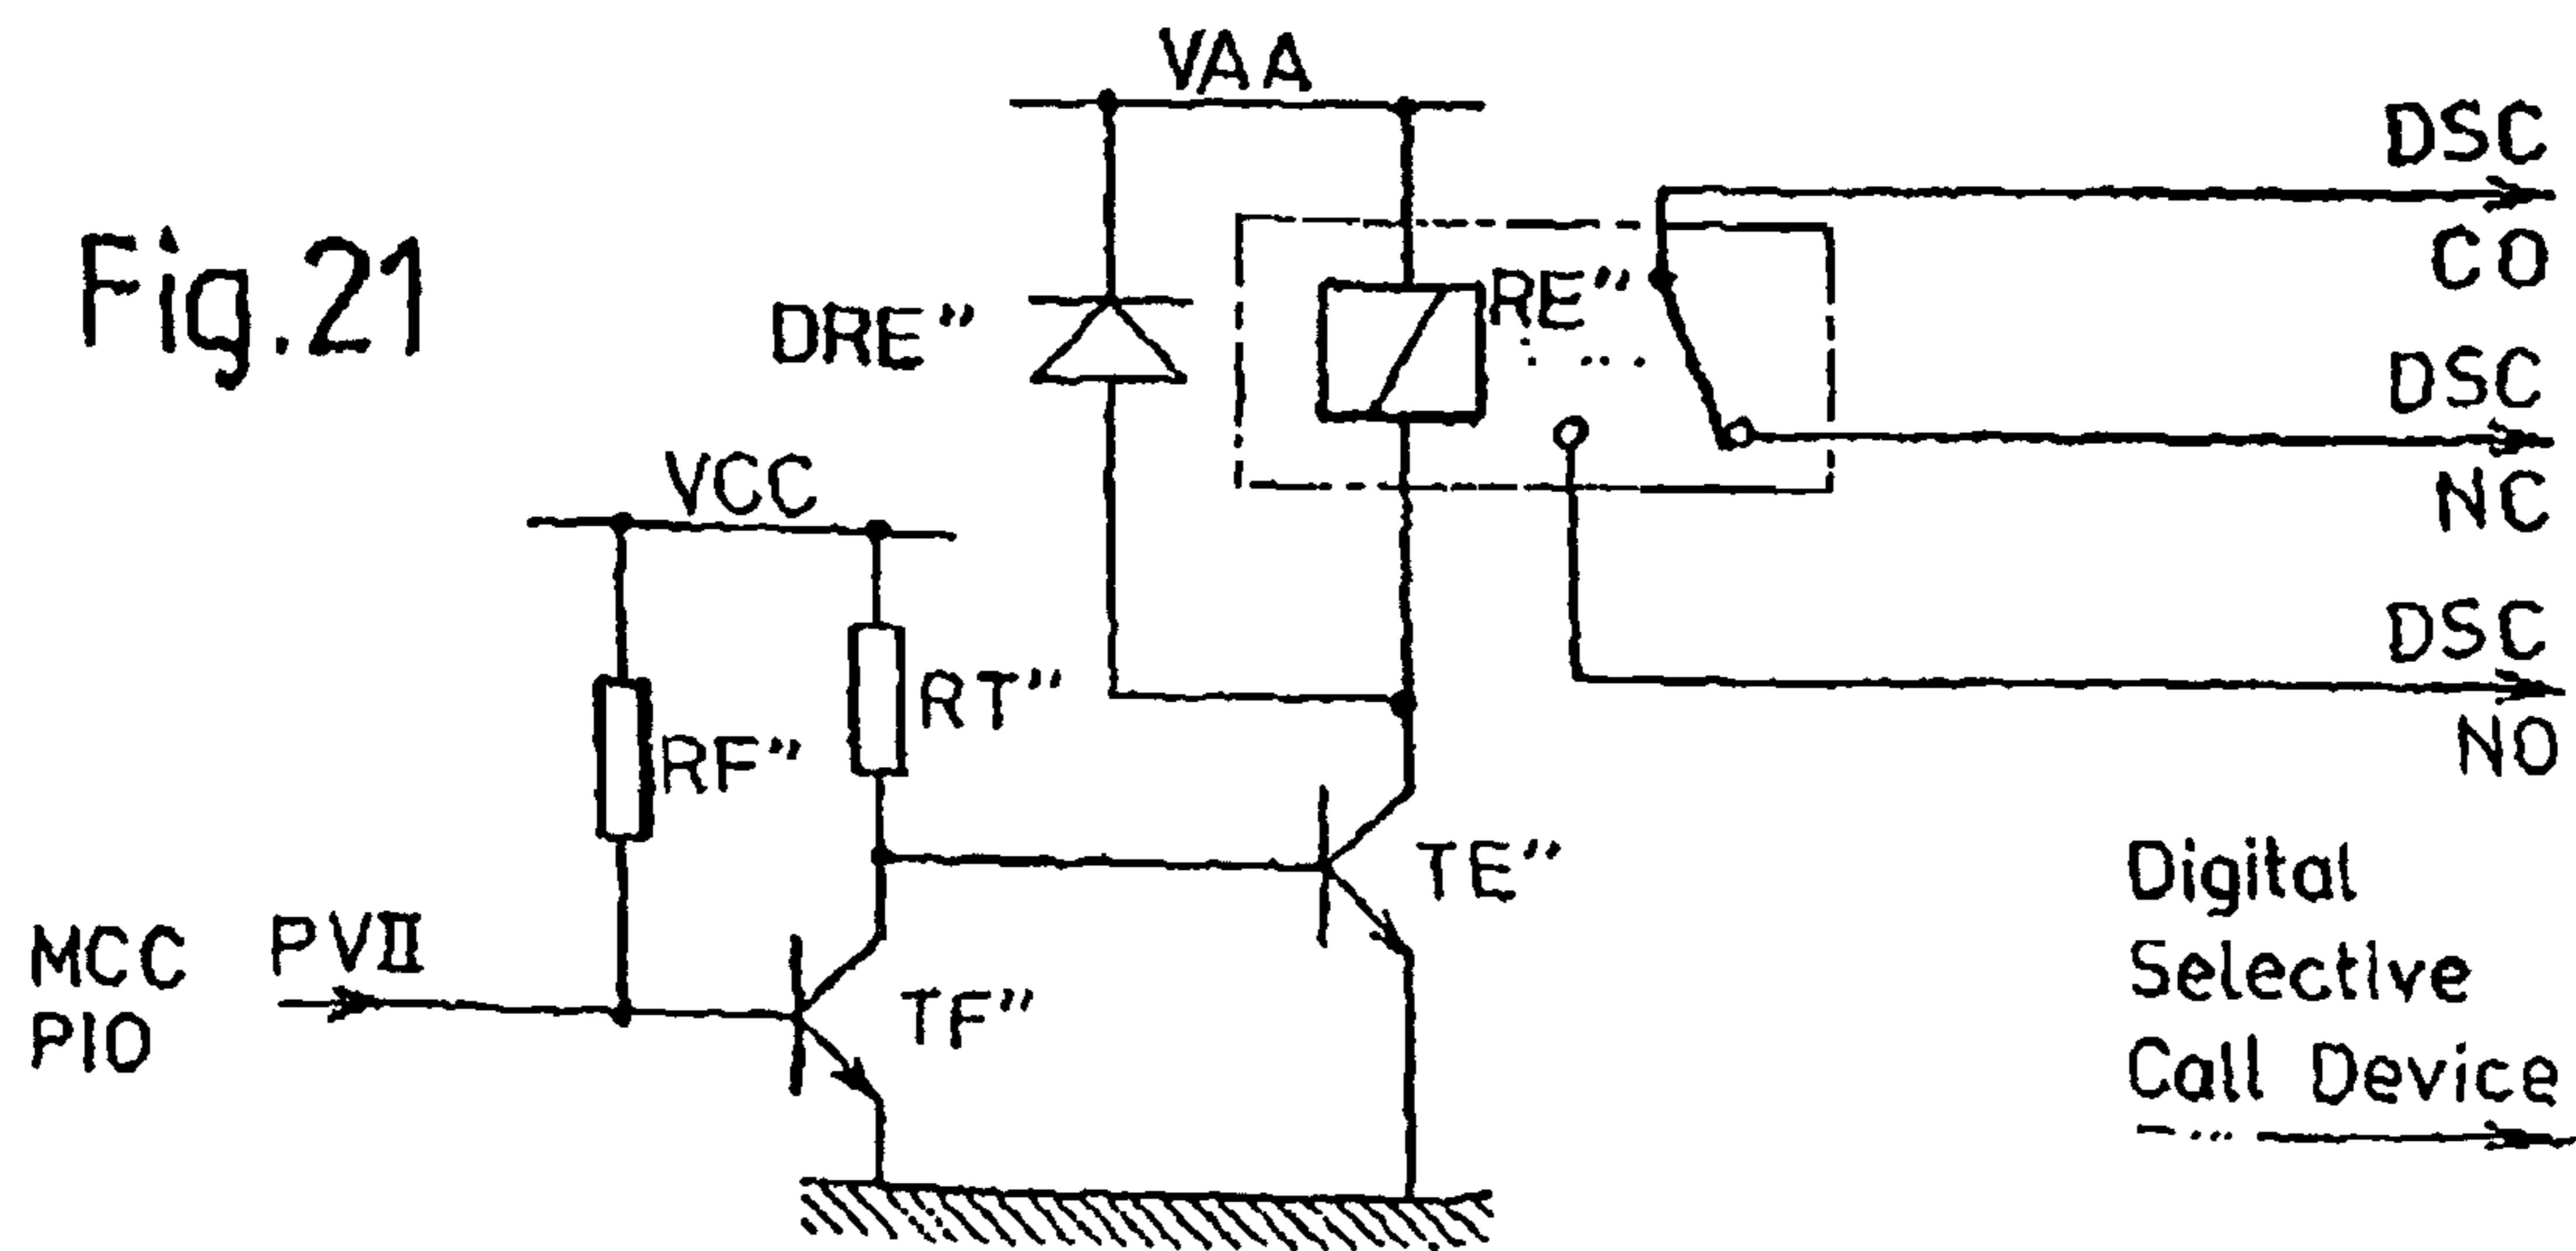 Fig.21
VAA
DSC
CO
DRE"
RE"
DSC
NC
VCC
RT"
RF"
DSC
NO
TE"
MCC
PIO
PVII
TF"
Digital
Selective
Call Device